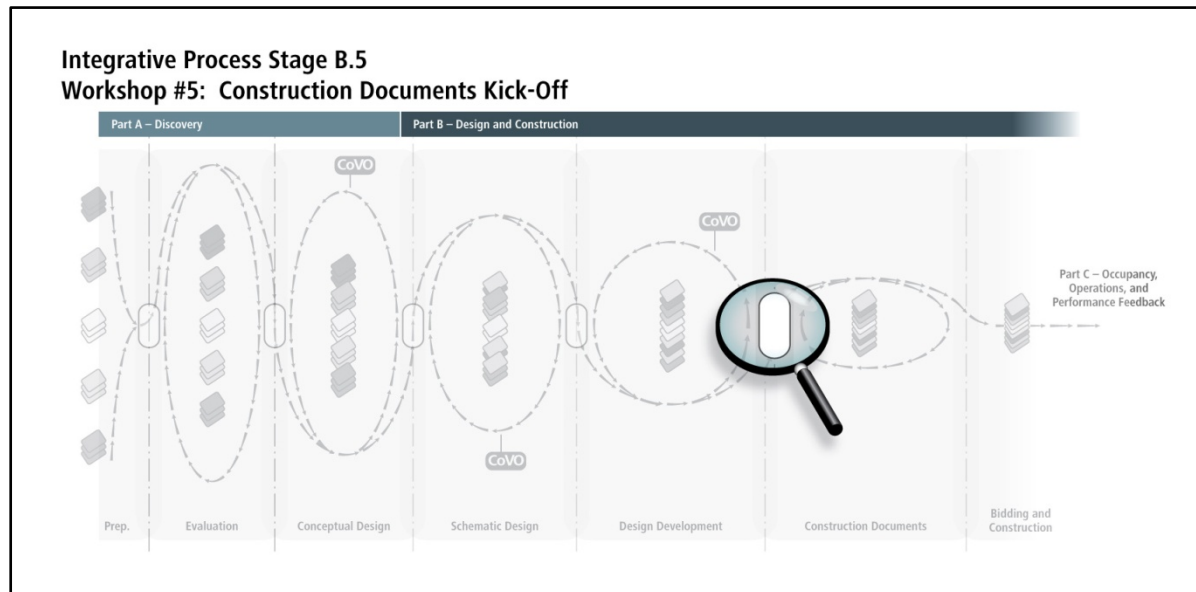 Integrative Process Stage B.5
Workshop #5:  Construction Documents Kick-Off
Part A – Discovery
Part B – Design and Construction
CoVO
CoVO
Part C – Occupancy,
Operations, and
Performance Feedback
CoVO
Prep.
Evaluation
Conceptual Design
Schematic Design
Design Development
Construction Documents
Bidding and
Construction